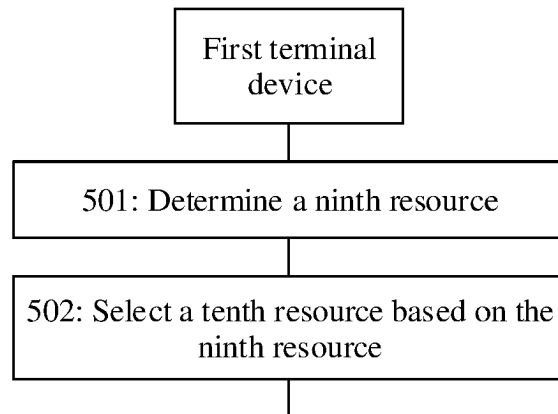 First terminal
device
501: Determine a ninth resource
502: Select a tenth resource based on the
ninth resource